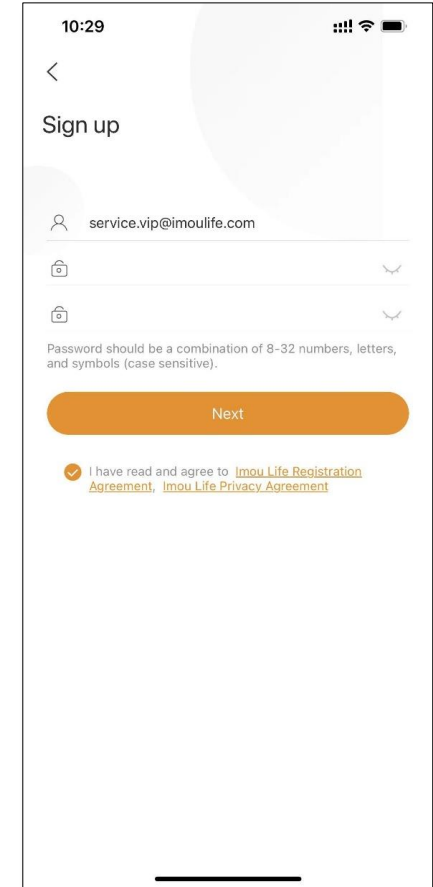 10:29
Sign up
service.vip@imoulife.com
Password should be a combination of 8-32 numbers, letters,
and symbols (case sensitive).
Next
I have read and agree to Imou Life Registration
Agreement, Imou Life Privacy Agreement